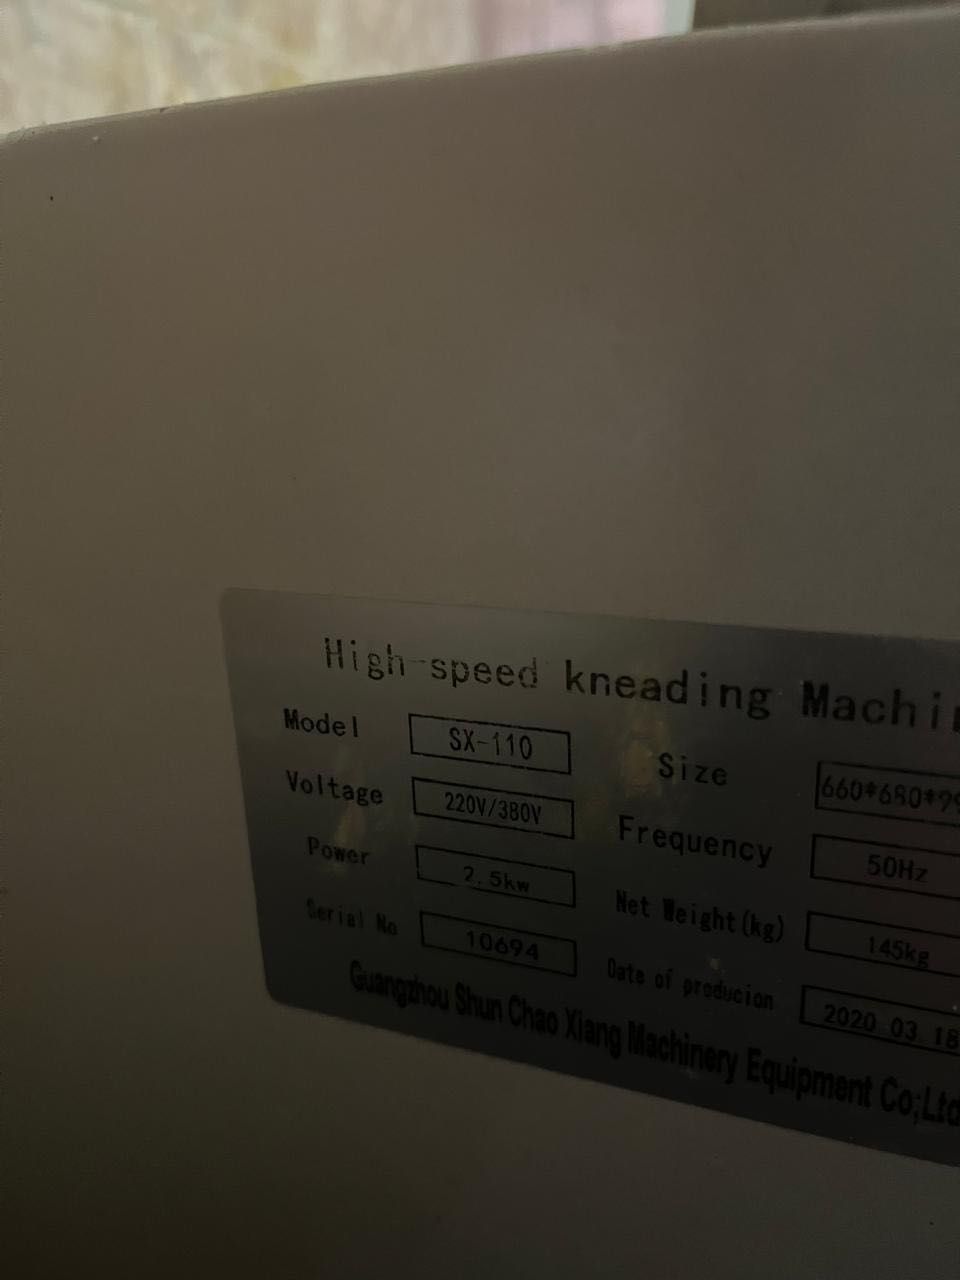 High-speed kneading Machin
Model SX-110 Size 660*680*99
Voltage 220V/380V Frequency 50Hz
Power 2.5kw Net Weight(kg) 145kg
Serial No 10694 Date of producion 2020 03 18
Guangzhou Shun Chao Xiang Machinery Equipment Co;Ltd